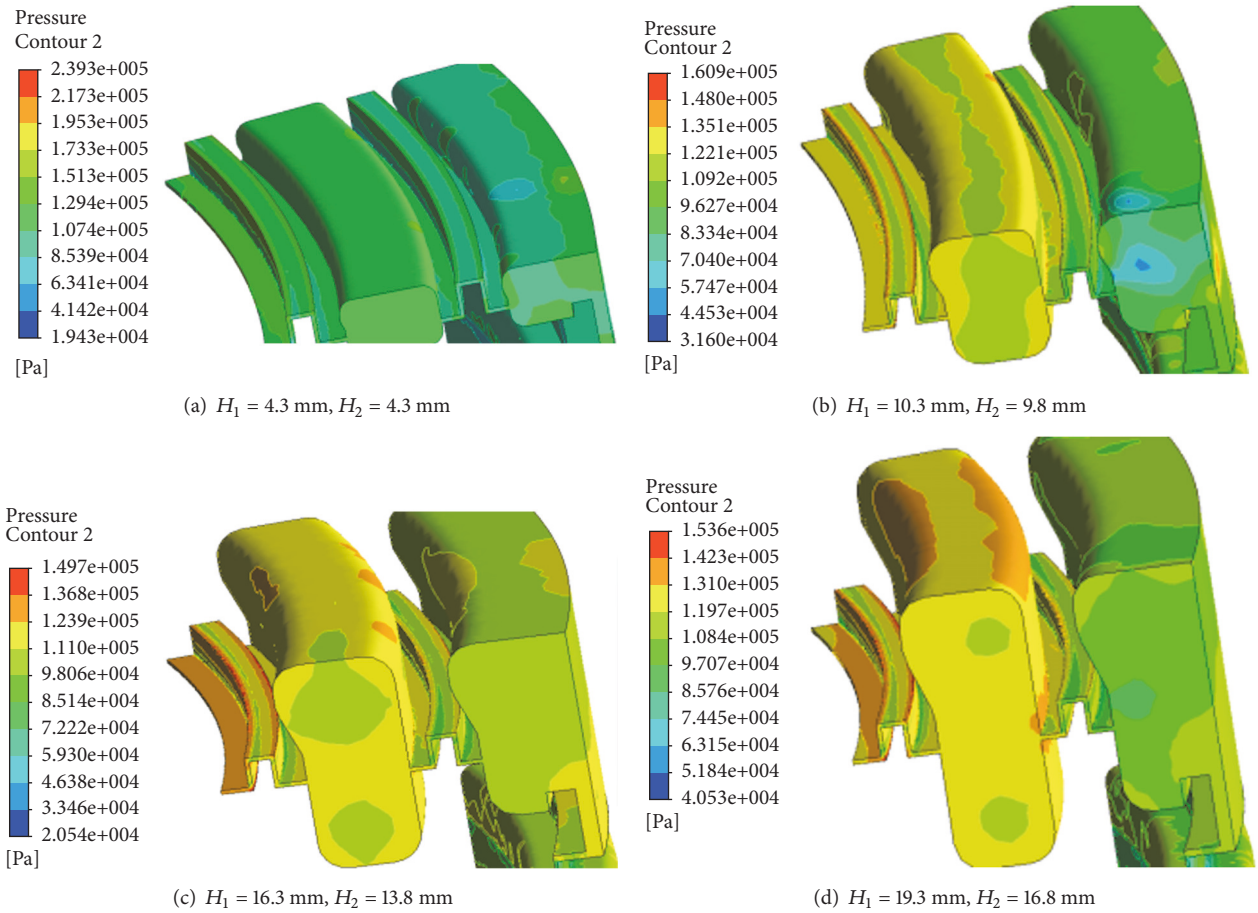 Pressure
Contour 2
2.393e+005
2.173e+005
1.953e+005
1.733e+005
1.513e+005
1.294e+005
1.074e+005
8.539e+004
6.341e+004
4.142e+004
1.943e+004
[Pa]
(a) H₁ = 4.3 mm, H₂ = 4.3 mm
Pressure
Contour 2
1.609e+005
1.480e+005
1.351e+005
1.221e+005
1.092e+005
9.627e+004
8.334e+004
7.040e+004
5.747e+004
4.453e+004
3.160e+004
[Pa]
(b) H₁ = 10.3 mm, H₂ = 9.8 mm
Pressure
Contour 2
1.497e+005
1.368e+005
1.239e+005
1.110e+005
9.806e+004
8.514e+004
7.222e+004
5.930e+004
4.638e+004
3.346e+004
2.054e+004
[Pa]
(c) H₁ = 16.3 mm, H₂ = 13.8 mm
Pressure
Contour 2
1.536e+005
1.423e+005
1.310e+005
1.197e+005
1.084e+005
9.707e+004
8.576e+004
7.445e+004
6.315e+004
5.184e+004
4.053e+004
[Pa]
(d) H₁ = 19.3 mm, H₂ = 16.8 mm